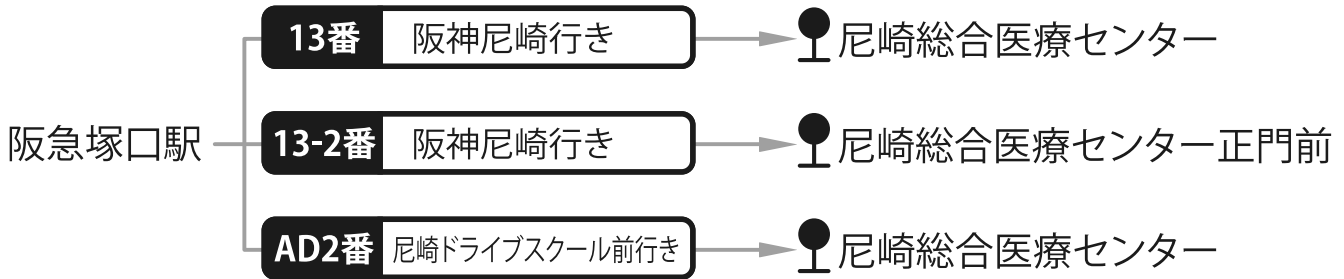 13番 阪神尼崎行き 尼崎総合医療センター
阪急塚口駅 13-2番 阪神尼崎行き 尼崎総合医療センター正門前
AD2番 尼崎ドライブスクール前行き 尼崎総合医療センター